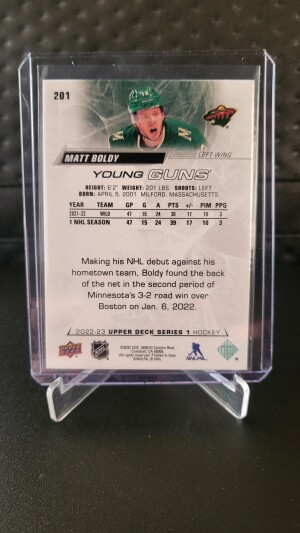 201
MATT BOLDY
LEFT WING
YOUNG GUNS
HEIGHT: 6'2" WEIGHT: 201 LBS. SHOOTS: LEFT
BORN: APRIL 5, 2001 MILFORD, MASSACHUSETTS
YEAR TEAM GP G A PTS +/- PIM PPG
2021-22 WILD 47 15 24 39 17 10 3
1 NHL SEASON 47 15 24 39 17 10 3
Making his NHL debut against his
hometown team, Boldy found the back
of the net in the second period of
Minnesota's 3-2 road win over
Boston on Jan. 6, 2022.
2022-23 UPPER DECK SERIES 1 HOCKEY
NHL
NHLPA